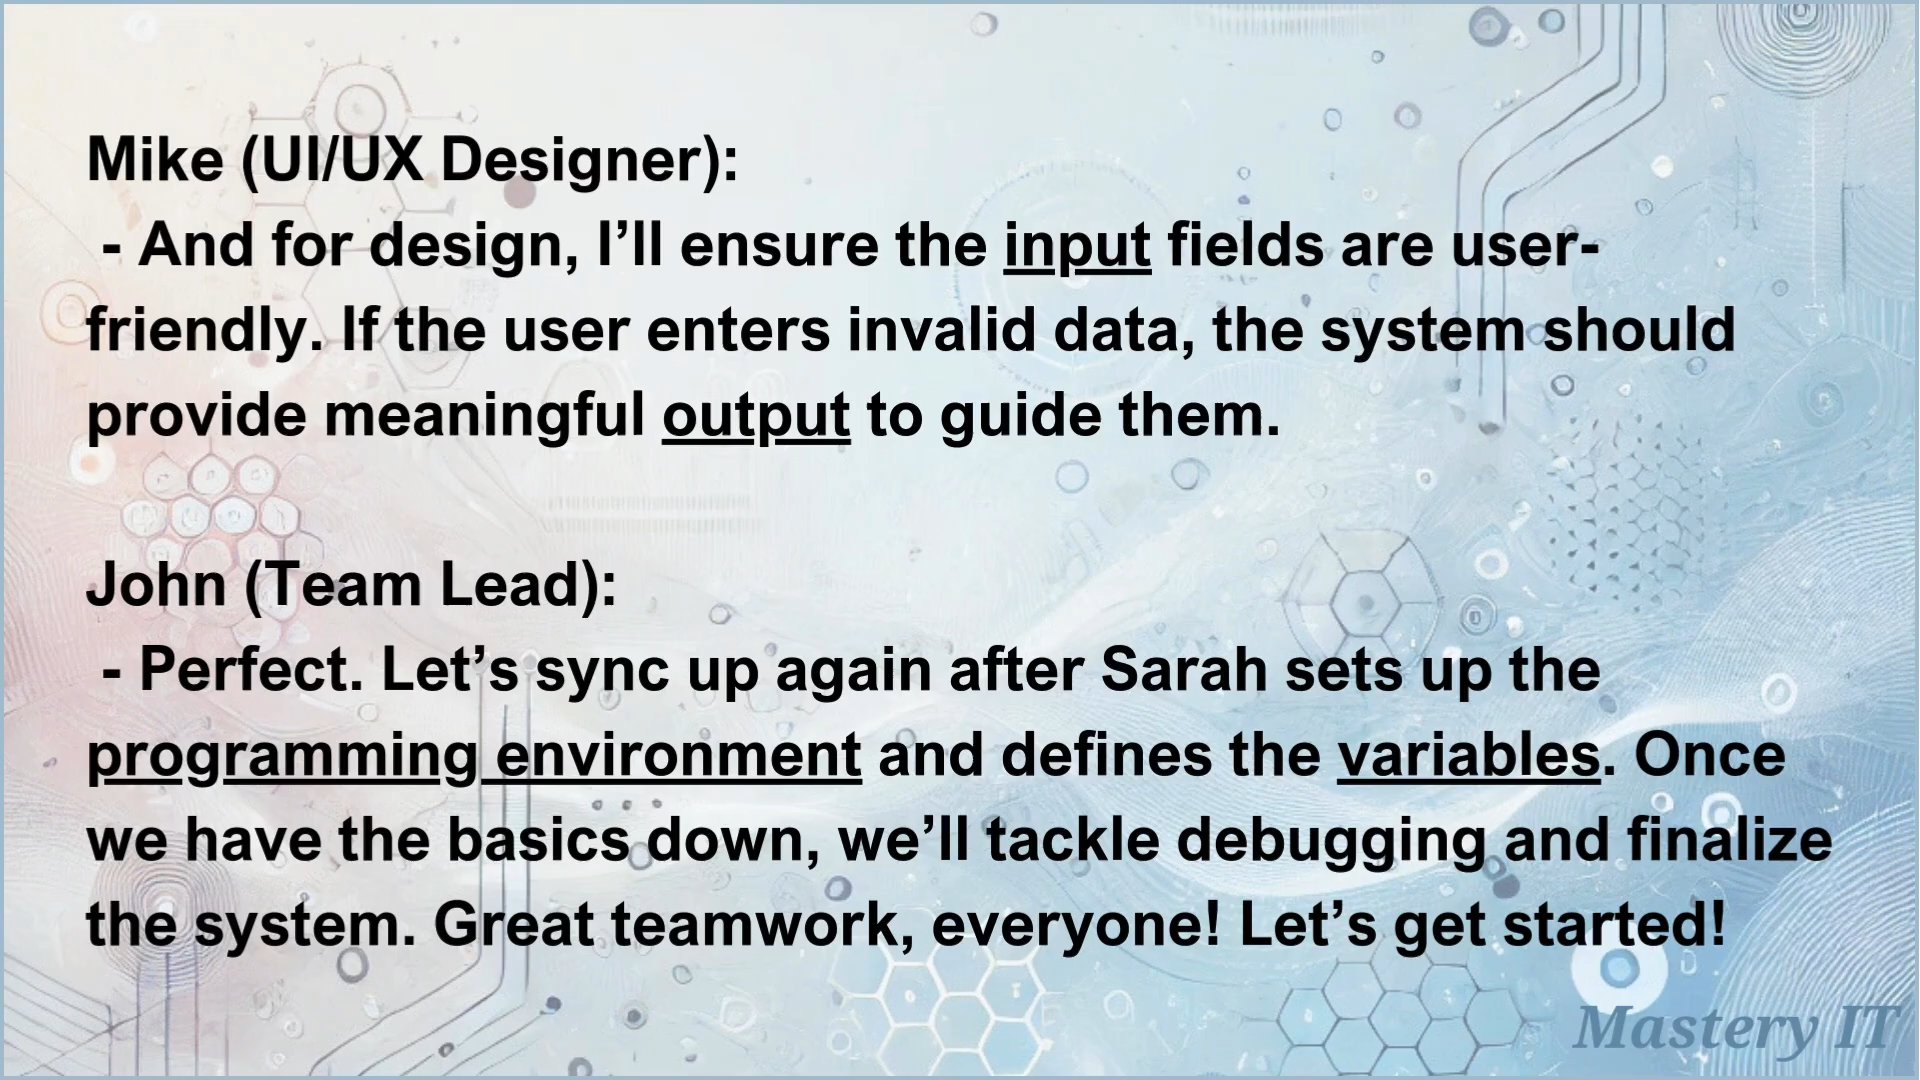 Mike (UI/UX Designer):
- And for design, I’ll ensure the input fields are user-
friendly. If the user enters invalid data, the system should
provide meaningful output to guide them.
John (Team Lead):
- Perfect. Let’s sync up again after Sarah sets up the
programming environment and defines the variables. Once
we have the basics down, we’ll tackle debugging and finalize
the system. Great teamwork, everyone! Let’s get started!
Mastery IT